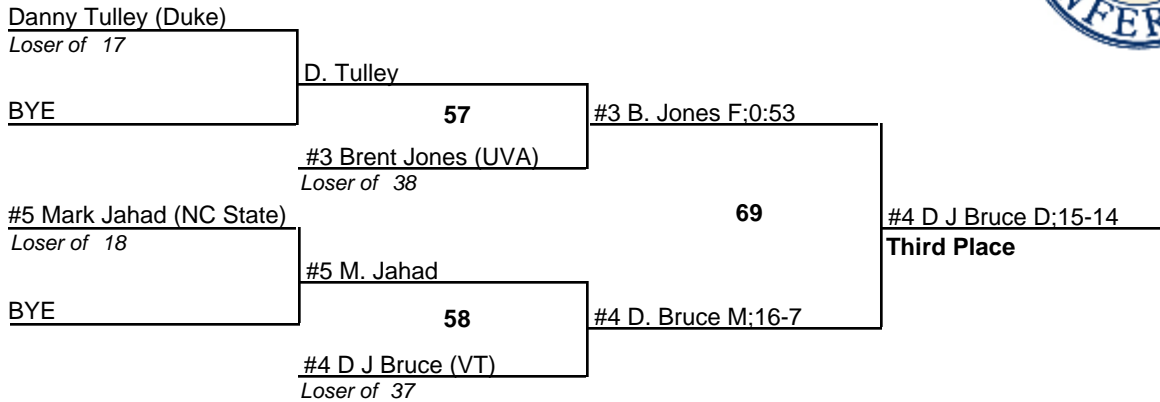 Danny Tulley (Duke)
Loser of 17
D. Tulley
BYE
57
#3 B. Jones F;0:53
#3 Brent Jones (UVA)
Loser of 38
#5 Mark Jahad (NC State)
69
#4 D J Bruce D;15-14
Loser of 18
Third Place
#5 M. Jahad
BYE
58
#4 D. Bruce M;16-7
#4 D J Bruce (VT)
Loser of 37